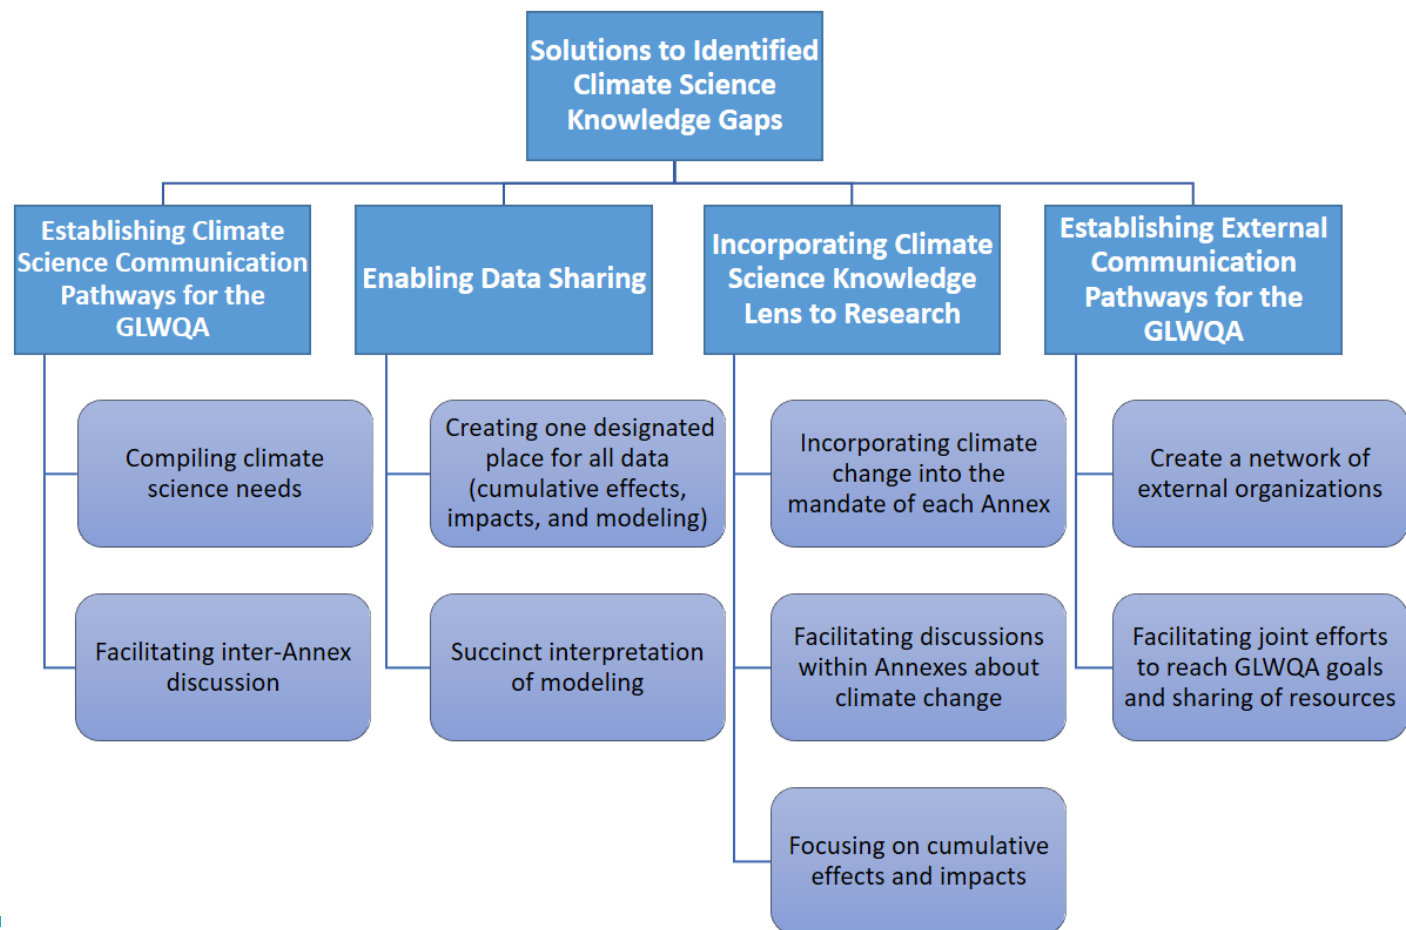 Solutions to Identified
Climate Science
Knowledge Gaps
Establishing Climate
Science Communication
Pathways for the
GLWQA
Compiling climate
science needs
Facilitating inter-Annex
discussion
Enabling Data Sharing
Creating one designated
place for all data
(cumulative effects,
impacts, and modeling)
Succinct interpretation
of modeling
Incorporating Climate
Science Knowledge
Lens to Research
Incorporating climate
change into the
mandate of each Annex
Facilitating discussions
within Annexes about
climate change
Focusing on cumulative
effects and impacts
Establishing External
Communication
Pathways for the
GLWQA
Create a network of
external organizations
Facilitating joint efforts
to reach GLWQA goals
and sharing of resources